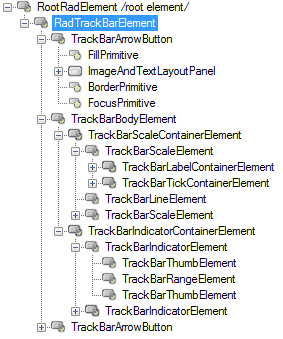 RootRadElement /root element/
RadTrackBarElement
TrackBarArrowButton
FillPrimitive
ImageAndTextLayoutPanel
BorderPrimitive
FocusPrimitive
TrackBarBodyElement
TrackBarScaleContainerElement
TrackBarScaleElement
TrackBarLabelContainerElement
TrackBarTickContainerElement
TrackBarLineElement
TrackBarScaleElement
TrackBarIndicatorContainerElement
TrackBarIndicatorElement
TrackBarThumbElement
TrackBarRangeElement
TrackBarThumbElement
TrackBarIndicatorElement
TrackBarArrowButton